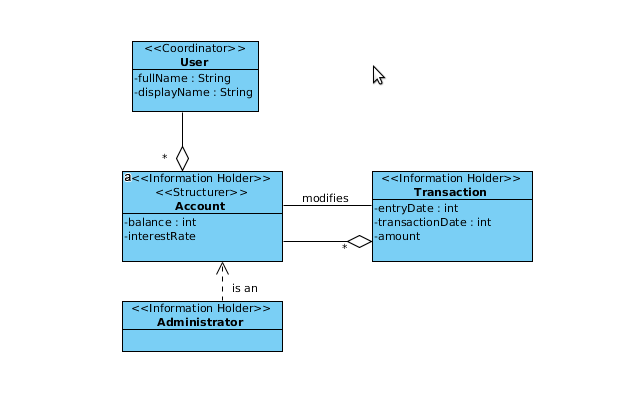 <<Coordinator>>
User
-fullName : String
-displayName : String
*
a<<Information Holder>>
<<Structurer>>
Account
-balance : int
-interestRate
modifies
*
<<Information Holder>>
Transaction
-entryDate : int
-transactionDate : int
-amount
is an
<<Information Holder>>
Administrator